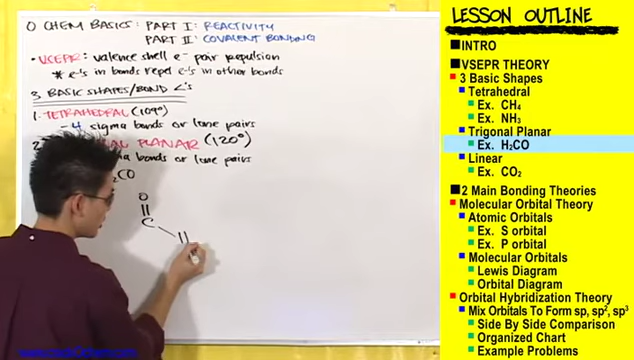 O CHEM BASICS: PART I: REACTIVITY
PART II: COVALENT BONDING
• VSEPR: valence shell e⁻ pair repulsion
* e⁻'s in bonds repel e⁻'s in other bonds
3 BASIC SHAPES/BOND <'s
1. TETRAHEDRAL (109°)
- 4 sigma bonds or lone pairs
2. AL PLANAR (120°)
ma bonds or lone pairs
₂CO
O
C
H
LESSON OUTLINE
INTRO
VSEPR THEORY
3 Basic Shapes
Tetrahedral
Ex. CH₄
Ex. NH₃
Trigonal Planar
Ex. H₂CO
Linear
Ex. CO₂
2 Main Bonding Theories
Molecular Orbital Theory
Atomic Orbitals
Ex. S orbital
Ex. P orbital
Molecular Orbitals
Lewis Diagram
Orbital Diagram
Orbital Hybridization Theory
Mix Orbitals To Form sp, sp², sp³
Side By Side Comparison
Organized Chart
Example Problems